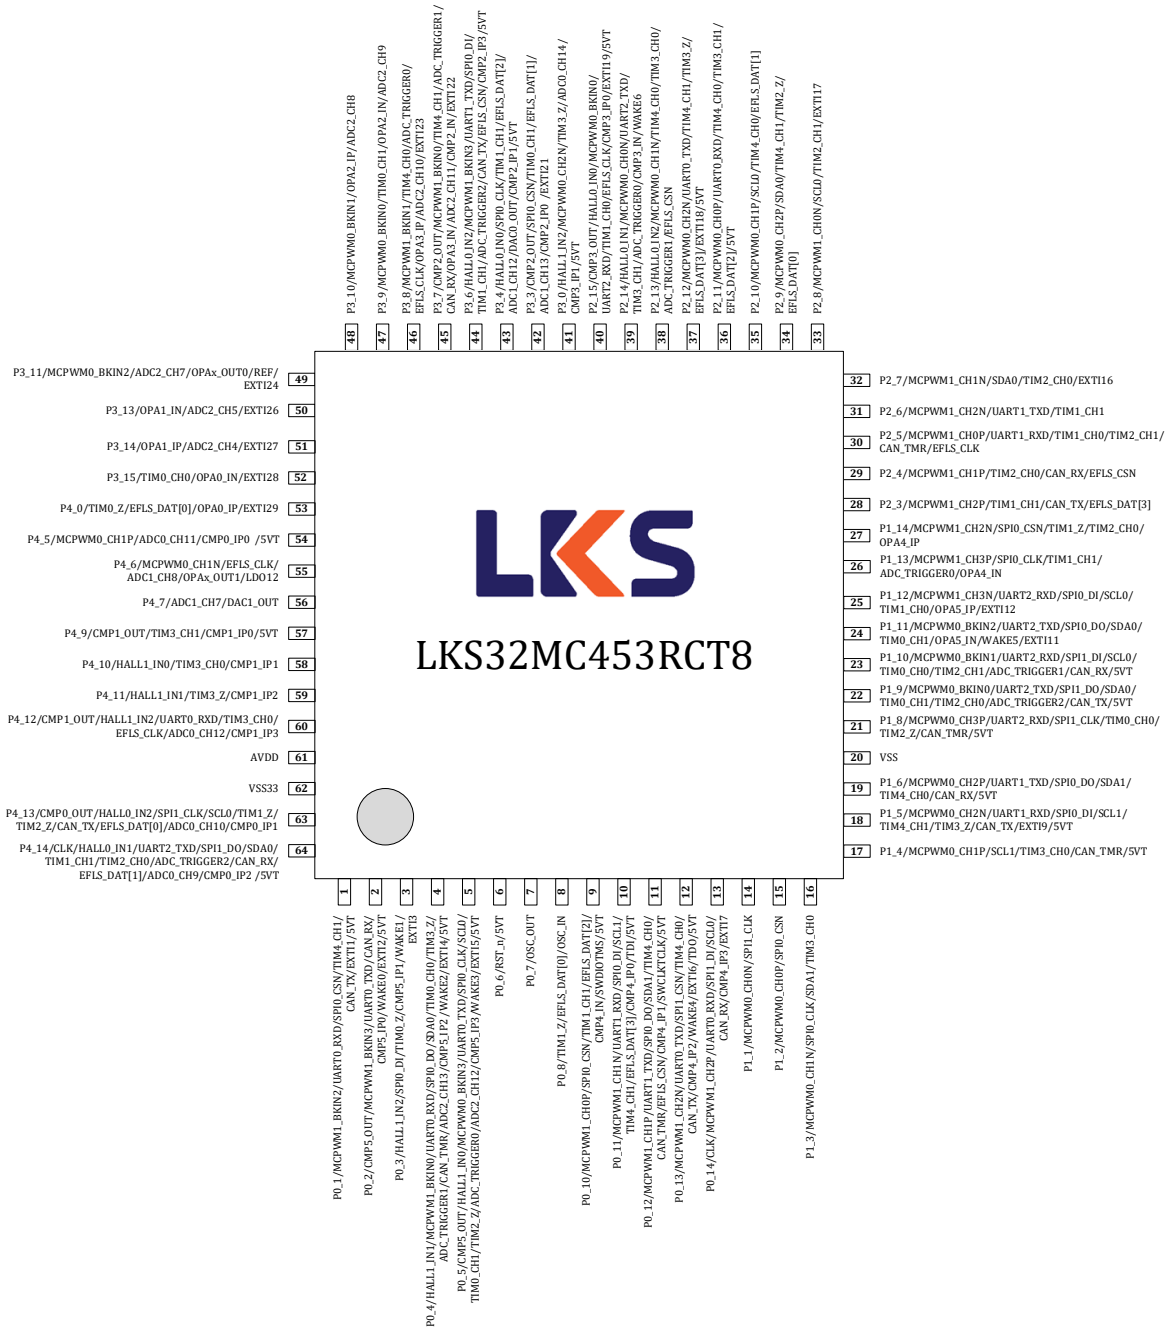 P3_10/MCPWM0_BKIN1/OPA2_IP/ADC2_CH8
P3_9/MCPWM0_BKIN0/TIM0_CH1/OPA2_IN/ADC2_CH9
P3_8/MCPWM1_BKIN1/TIM4_CH0/ADC_TRIGGER0/
EFLS_CLK/OPA3_IP/ADC2_CH10/EXTI23
P3_7/CMP2_OUT/MCPWM1_BKIN0/TIM4_CH1/ADC_TRIGGER1/
CAN_RX/OPA3_IN/ADC2_CH11/CMP2_IN/EXTI22
P3_6/HALL0_IN2/MCPWM1_BKIN3/UART1_TXD/SPI0_DI/
TIM1_CH1/ADC_TRIGGER2/CAN_TX/EFLS_CSN/CMP2_IP3/5VT
P3_4/HALL0_IN0/SPI0_CLK/TIM1_CH1/EFLS_DAT[2]/
ADC1_CH12/DAC0_OUT/CMP2_IP1/5VT
P3_3/CMP2_OUT/SPI0_CSN/TIM0_CH1/EFLS_DAT[1]/
ADC1_CH13/CMP2_IP0 /EXTI21
P3_0/HALL1_IN2/MCPWM0_CH2N/TIM3_Z/ADC0_CH14/
CMP3_IP1/5VT
P2_15/CMP3_OUT/HALL0_IN0/MCPWM0_BKIN0/
UART2_RXD/TIM1_CH0/EFLS_CLK/CMP3_IP0/EXTI19/5VT
P2_14/HALL0_IN1/MCPWM0_CH0N/UART2_TXD/
TIM3_CH1/ADC_TRIGGER0/CMP3_IN/WAKE6
P2_13/HALL0_IN2/MCPWM0_CH1N/TIM4_CH0/TIM3_CH0/
ADC_TRIGGER1/EFLS_CSN
P2_12/MCPWM0_CH2N/UART0_TXD/TIM4_CH1/TIM3_Z/
EFLS_DAT[3]/EXTI18/5VT
P2_11/MCPWM0_CH0P/UART0_RXD/TIM4_CH0/TIM3_CH1/
EFLS_DAT[2]/5VT
P2_10/MCPWM0_CH1P/SCL0/TIM4_CH0/EFLS_DAT[1]
P2_9/MCPWM0_CH2P/SDA0/TIM4_CH1/TIM2_Z/
EFLS_DAT[0]
P2_8/MCPWM1_CH0N/SCL0/TIM2_CH1/EXTI17
48 47 46 45 44 43 42 41 40 39 38 37 36 35 34 33
P3_11/MCPWM0_BKIN2/ADC2_CH7/OPAx_OUT0/REF/
EXTI24
49
P3_13/OPA1_IN/ADC2_CH5/EXTI26 50
P3_14/OPA1_IP/ADC2_CH4/EXTI27 51
P3_15/TIM0_CH0/OPA0_IN/EXTI28 52
P4_0/TIM0_Z/EFLS_DAT[0]/OPA0_IP/EXTI29 53
P4_5/MCPWM0_CH1P/ADC0_CH11/CMP0_IP0 /5VT 54
P4_6/MCPWM0_CH1N/EFLS_CLK/
ADC1_CH8/OPAx_OUT1/LDO12
55
P4_7/ADC1_CH7/DAC1_OUT 56
P4_9/CMP1_OUT/TIM3_CH1/CMP1_IP0/5VT 57
P4_10/HALL1_IN0/TIM3_CH0/CMP1_IP1 58
P4_11/HALL1_IN1/TIM3_Z/CMP1_IP2 59
P4_12/CMP1_OUT/HALL1_IN2/UART0_RXD/TIM3_CH0/
EFLS_CLK/ADC0_CH12/CMP1_IP3
60
AVDD 61
VSS33 62
P4_13/CMP0_OUT/HALL0_IN2/SPI1_CLK/SCL0/TIM1_Z/
TIM2_Z/CAN_TX/EFLS_DAT[0]/ADC0_CH10/CMP0_IP1
63
P4_14/CLK/HALL0_IN1/UART2_TXD/SPI1_DO/SDA0/
TIM1_CH1/TIM2_CH0/ADC_TRIGGER2/CAN_RX/
EFLS_DAT[1]/ADC0_CH9/CMP0_IP2 /5VT
64
LKS
LKS32MC453RCT8
32 P2_7/MCPWM1_CH1N/SDA0/TIM2_CH0/EXTI16
31 P2_6/MCPWM1_CH2N/UART1_TXD/TIM1_CH1
30
P2_5/MCPWM1_CH0P/UART1_RXD/TIM1_CH0/TIM2_CH1/
CAN_TMR/EFLS_CLK
29 P2_4/MCPWM1_CH1P/TIM2_CH0/CAN_RX/EFLS_CSN
28 P2_3/MCPWM1_CH2P/TIM1_CH1/CAN_TX/EFLS_DAT[3]
27
P1_14/MCPWM1_CH2N/SPI0_CSN/TIM1_Z/TIM2_CH0/
OPA4_IP
26
P1_13/MCPWM1_CH3P/SPI0_CLK/TIM1_CH1/
ADC_TRIGGER0/OPA4_IN
25
P1_12/MCPWM1_CH3N/UART2_RXD/SPI0_DI/SCL0/
TIM1_CH0/OPA5_IP/EXTI12
24
P1_11/MCPWM0_BKIN2/UART2_TXD/SPI0_DO/SDA0/
TIM0_CH1/OPA5_IN/WAKE5/EXTI11
23
P1_10/MCPWM0_BKIN1/UART2_RXD/SPI1_DI/SCL0/
TIM0_CH0/TIM2_CH1/ADC_TRIGGER1/CAN_RX/5VT
22
P1_9/MCPWM0_BKIN0/UART2_TXD/SPI1_DO/SDA0/
TIM0_CH1/TIM2_CH0/ADC_TRIGGER2/CAN_TX/5VT
21
P1_8/MCPWM0_CH3P/UART2_RXD/SPI1_CLK/TIM0_CH0/
TIM2_Z/CAN_TMR/5VT
20 VSS
19
P1_6/MCPWM0_CH2P/UART1_TXD/SPI0_DO/SDA1/
TIM4_CH0/CAN_RX/5VT
18
P1_5/MCPWM0_CH2N/UART1_RXD/SPI0_DI/SCL1/
TIM4_CH1/TIM3_Z/CAN_TX/EXTI9/5VT
17 P1_4/MCPWM0_CH1P/SCL1/TIM3_CH0/CAN_TMR/5VT
1 2 3 4 5 6 7 8 9 10 11 12 13 14 15 16
P0_1/MCPWM1_BKIN2/UART0_RXD/SPI0_CSN/TIM4_CH1/
CAN_TX/EXTI1/5VT
P0_2/CMP5_OUT/MCPWM1_BKIN3/UART0_TXD/CAN_RX/
CMP5_IP0/WAKE0/EXTI2/5VT
P0_3/HALL1_IN2/SPI0_DI/TIM0_Z/CMP5_IP1/WAKE1/
EXTI3
P0_4/HALL1_IN1/MCPWM1_BKIN0/UART0_RXD/SPI0_DO/SDA0/TIM0_CH0/TIM3_Z/
ADC_TRIGGER1/CAN_TMR/ADC2_CH13/CMP5_IP2 /WAKE2/EXTI4/5VT
P0_5/CMP5_OUT/HALL1_IN0/MCPWM0_BKIN3/UART0_TXD/SPI0_CLK/SCL0/
TIM0_CH1/TIM2_Z/ADC_TRIGGER0/ADC2_CH12/CMP5_IP3/WAKE3/EXTI5/5VT
P0_6/RST_n/5VT
P0_7/OSC_OUT
P0_8/TIM1_Z/EFLS_DAT[0]/OSC_IN
P0_10/MCPWM1_CH0P/SPI0_CSN/TIM1_CH1/EFLS_DAT[2]/
CMP4_IN/SWDIOTMS/5VT
P0_11/MCPWM1_CH1N/UART1_RXD/SPI0_DI/SCL1/
TIM4_CH1/EFLS_DAT[3]/CMP4_IP0/TDI/5VT
P0_12/MCPWM1_CH1P/UART1_TXD/SPI0_DO/SDA1/TIM4_CH0/
CAN_TMR/EFLS_CSN/CMP4_IP1/SWCLKTCLK/5VT
P0_13/MCPWM1_CH2N/UART0_TXD/SPI1_CSN/TIM4_CH0/
CAN_TX/CMP4_IP2/WAKE4/EXTI6/TDO/5VT
P0_14/CLK/MCPWM1_CH2P/UART0_RXD/SPI1_DI/SCL0/
CAN_RX/CMP4_IP3/EXTI7
P1_1/MCPWM0_CH0N/SPI1_CLK
P1_2/MCPWM0_CH0P/SPI0_CSN
P1_3/MCPWM0_CH1N/SPI0_CLK/SDA1/TIM3_CH0